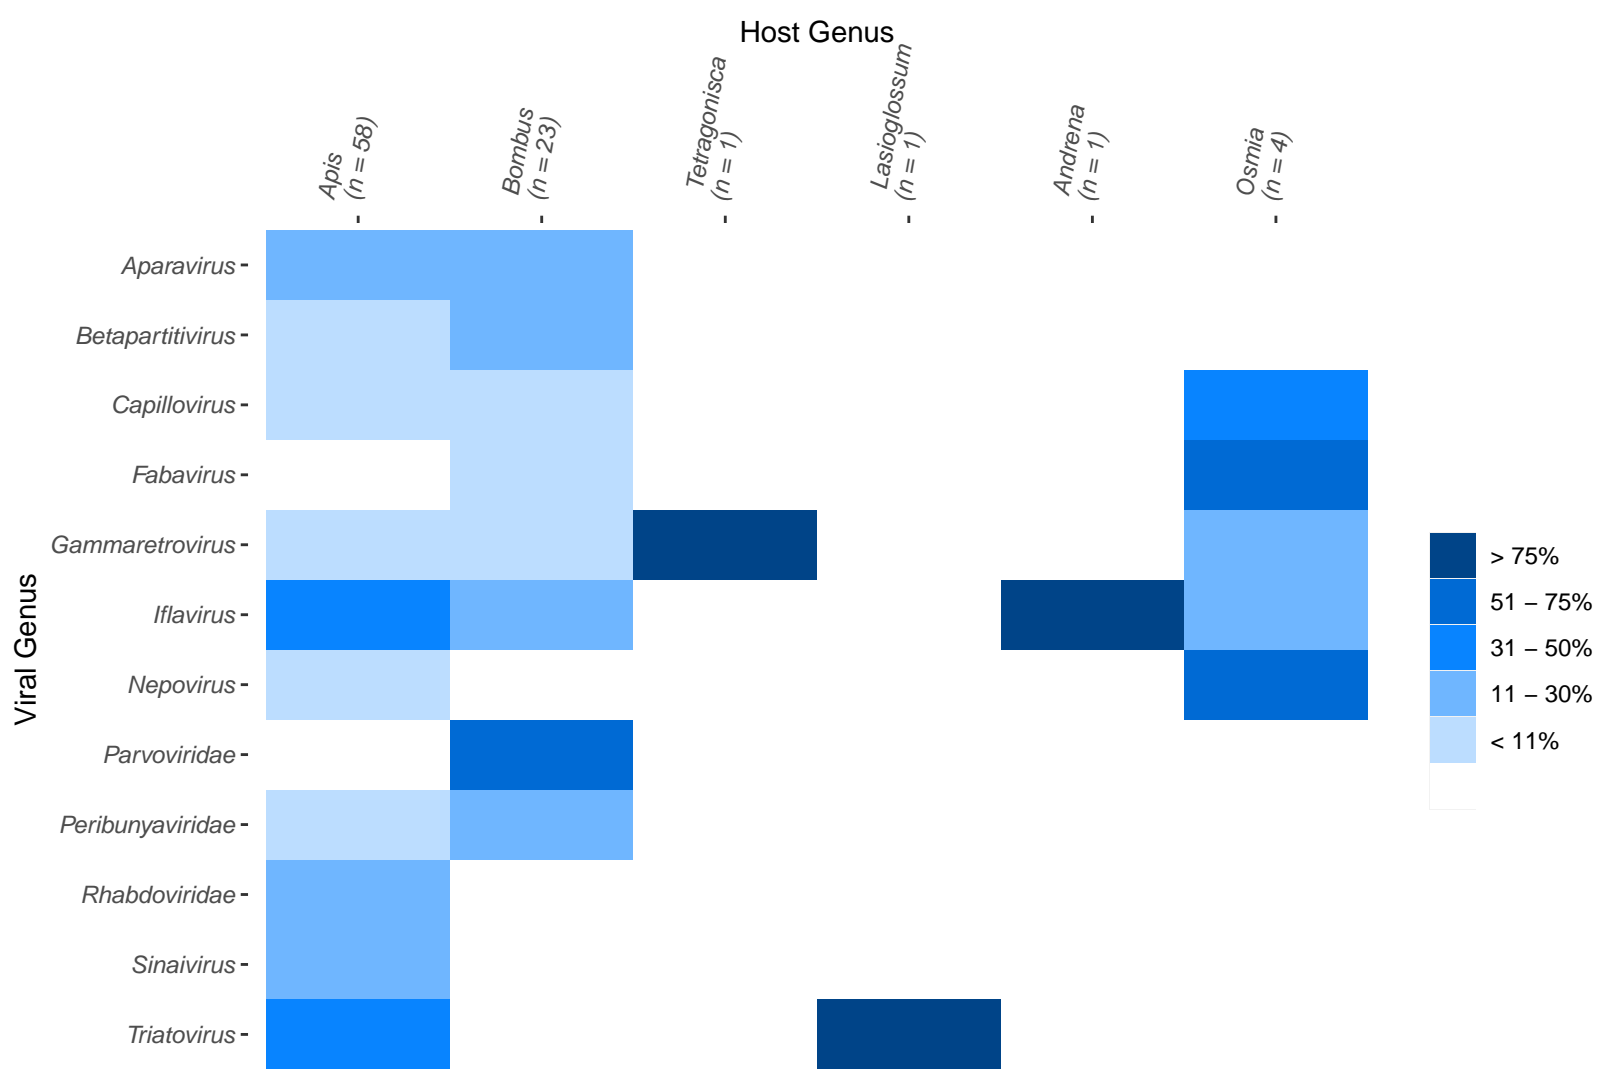 Host Genus
Apis
(n = 58)
Bombus
(n = 23)
Tetragonisca
(n = 1)
Lasioglossum
(n = 1)
Andrena
(n = 1)
Osmia
(n = 4)
Viral Genus
Aparavirus
Betapartitivirus
Capillovirus
Fabavirus
Gammaretrovirus
Iflavirus
Nepovirus
Parvoviridae
Peribunyaviridae
Rhabdoviridae
Sinaivirus
Triatovirus
> 75%
51 − 75%
31 − 50%
11 − 30%
< 11%